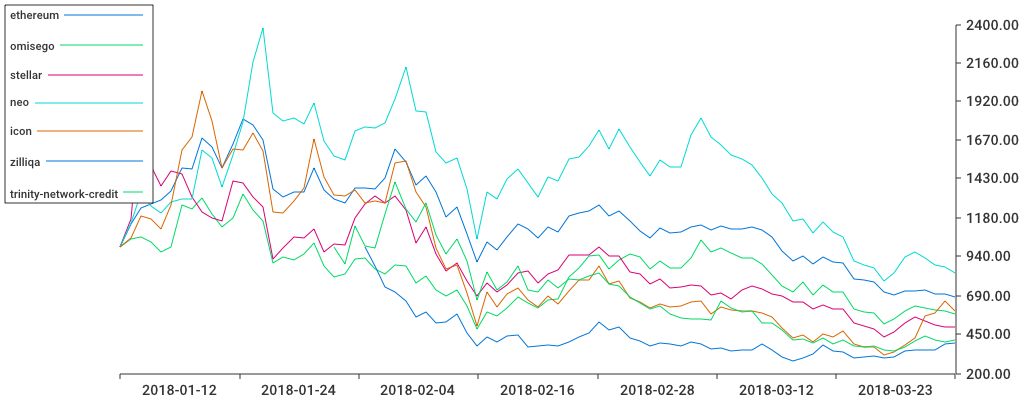 ethereum
omisego
stellar
neo
icon
zilliqa
trinity-network-credit
2400.00
2160.00
1920.00
1670.00
1430.00
1180.00
940.00
690.00
450.00
200.00
2018-01-12 2018-01-24 2018-02-04 2018-02-16 2018-02-28 2018-03-12 2018-03-23